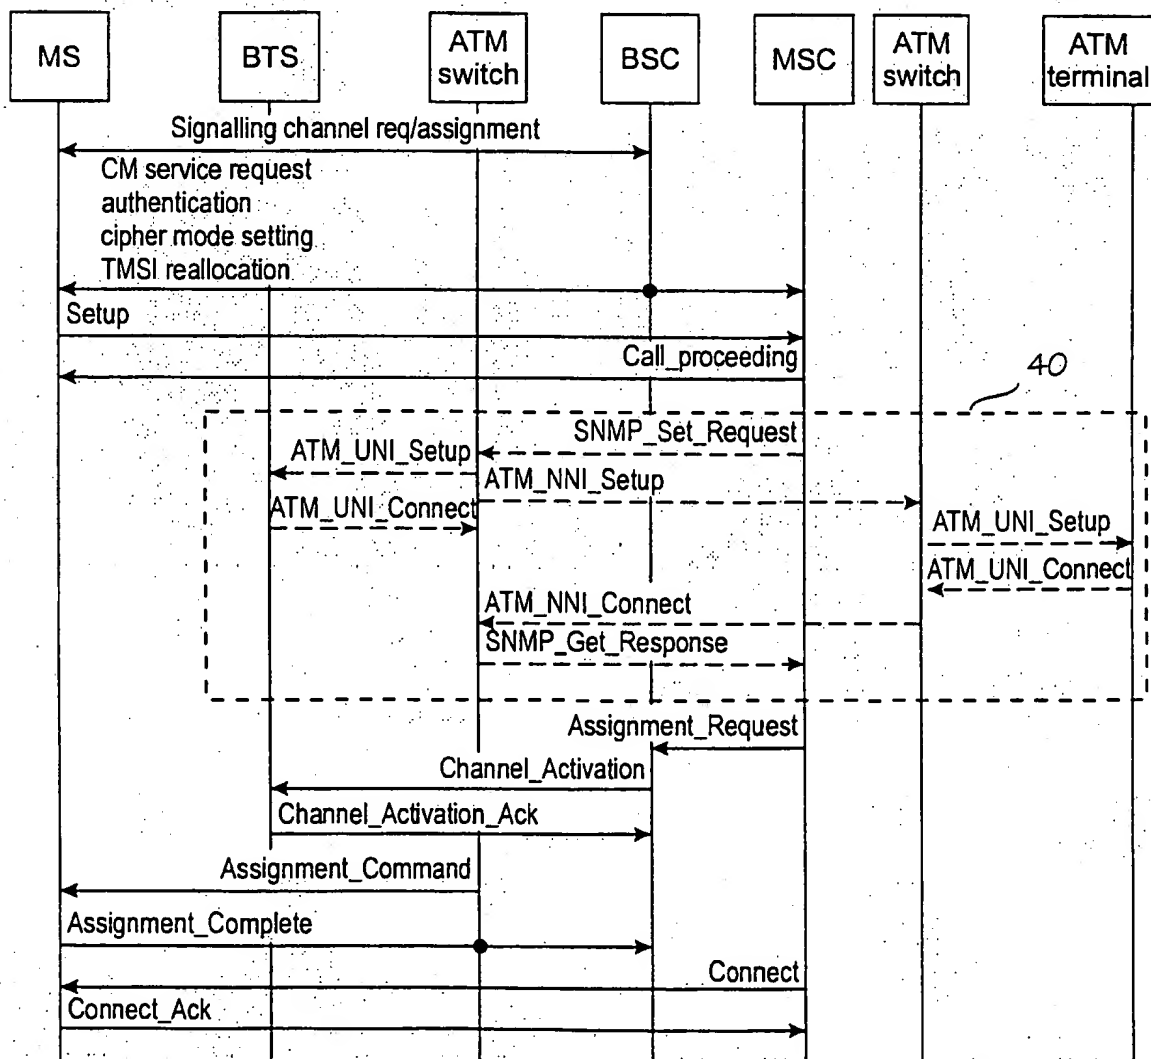 MS
BTS
ATM
switch
BSC
MSC
ATM
switch
ATM
terminal
Signalling channel req/assignment
CM service request
authentication
cipher mode setting
TMSI reallocation
Setup
Call_proceeding
40
SNMP_Set_Request
ATM_UNI_Setup
ATM_NNI_Setup
ATM_UNI_Connect
ATM_UNI_Setup
ATM_UNI_Connect
ATM_NNI_Connect
SNMP_Get_Response
Assignment_Request
Channel_Activation
Channel_Activation_Ack
Assignment_Command
Assignment_Complete
Connect
Connect_Ack